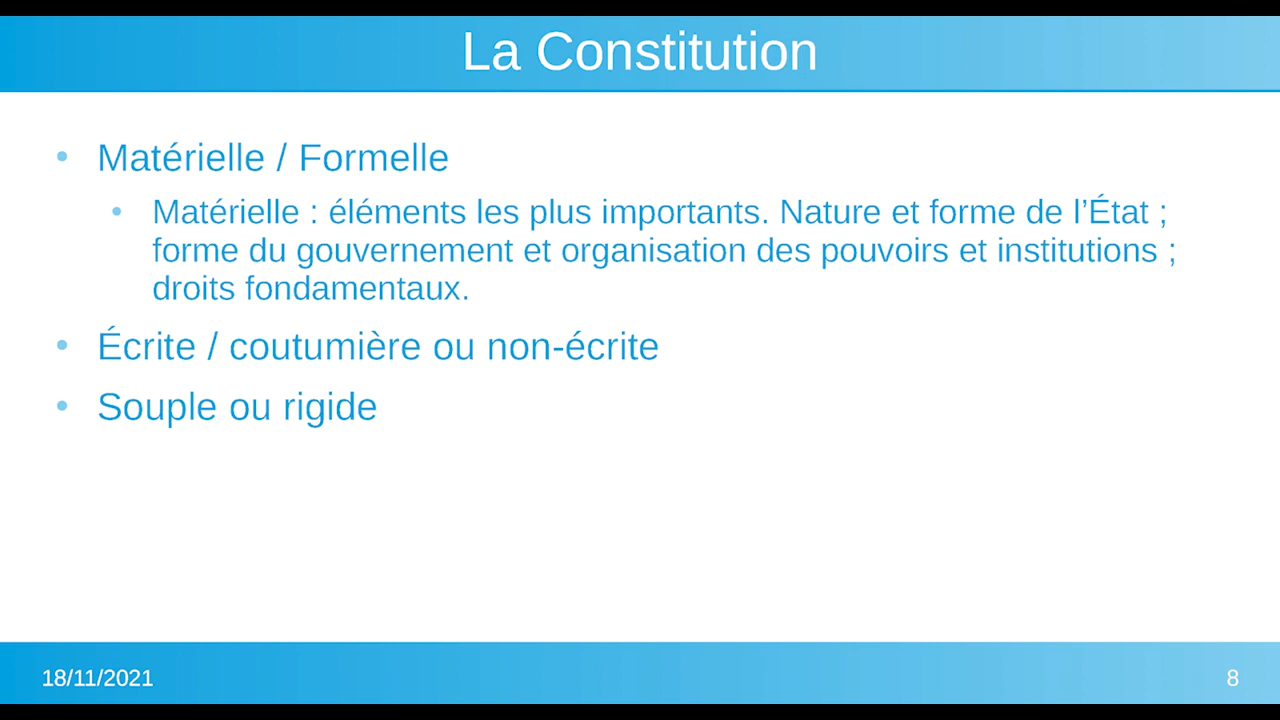 La Constitution
• Matérielle / Formelle
• Matérielle : éléments les plus importants. Nature et forme de l’État ;
forme du gouvernement et organisation des pouvoirs et institutions ;
droits fondamentaux.
• Écrite / coutumière ou non-écrite
• Souple ou rigide
18/11/2021
8